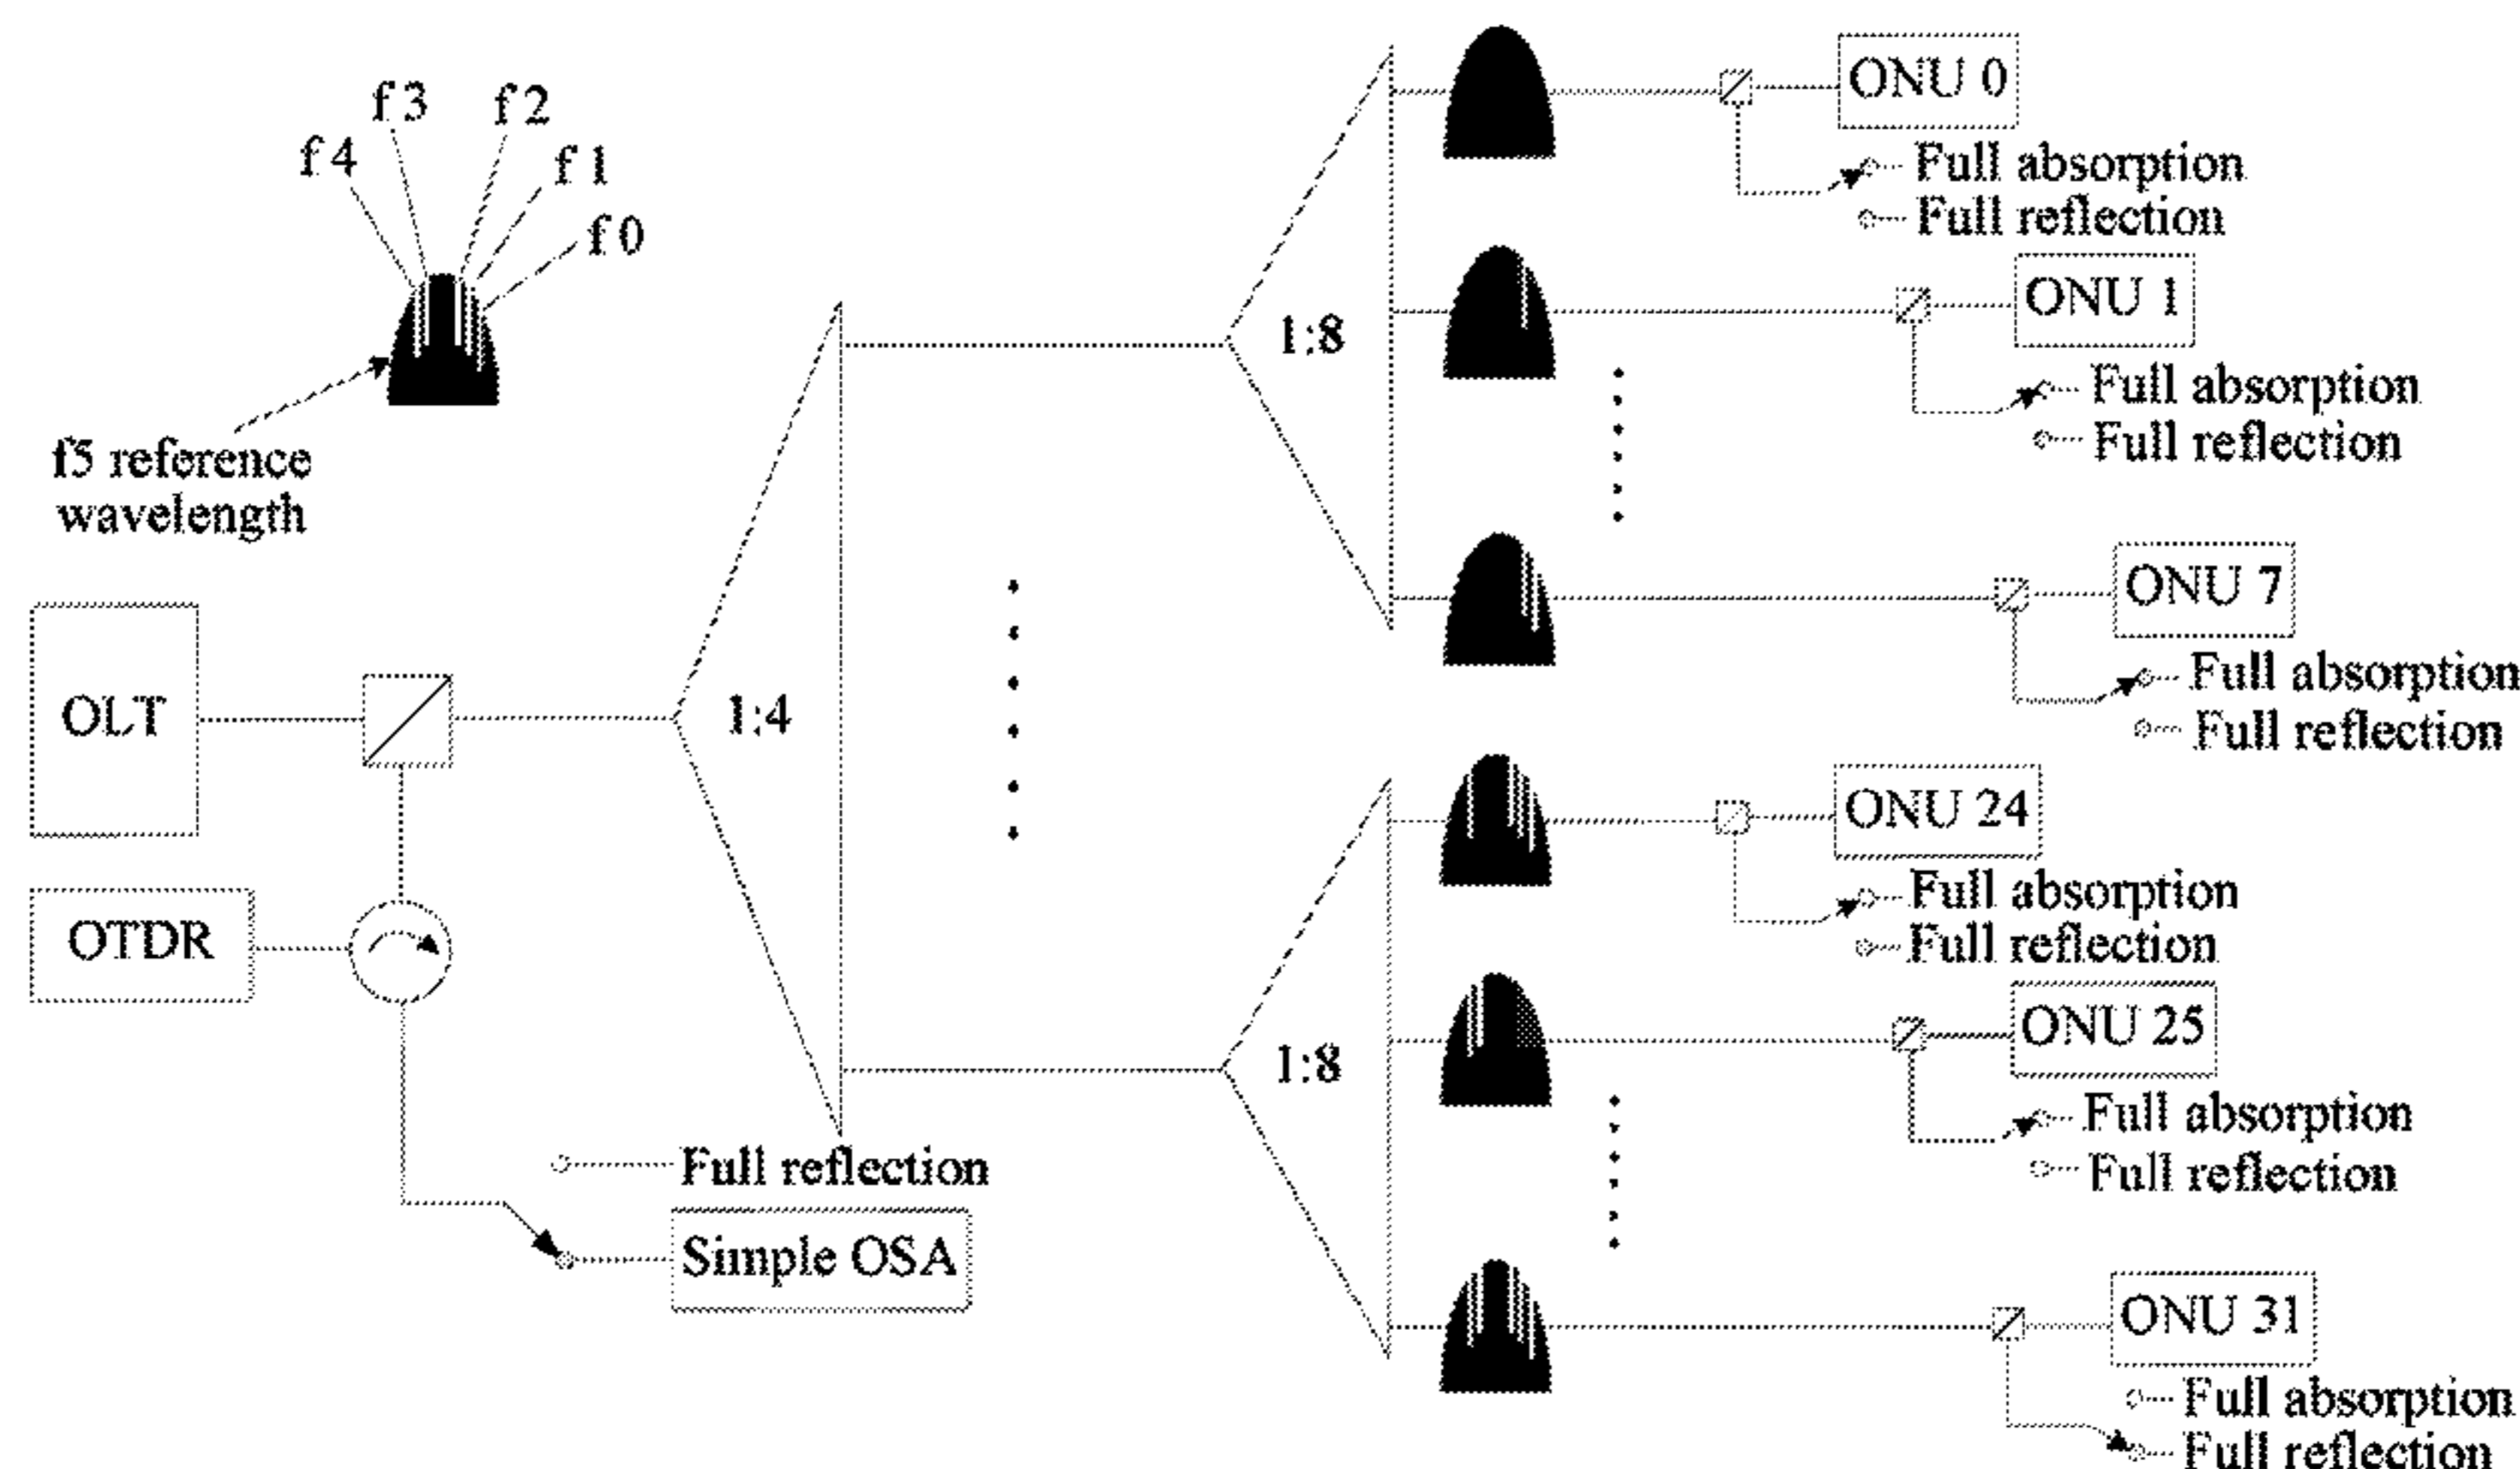 f 3
f 2
f 4
f 1
f 0
f5 reference
wavelength
OLT
OTDR
1:4
Full reflection
Simple OSA
1:8
ONU 0
Full absorption
Full reflection
ONU 1
Full absorption
Full reflection
ONU 7
Full absorption
Full reflection
1:8
ONU 24
Full absorption
Full reflection
ONU 25
Full absorption
Full reflection
ONU 31
Full absorption
Full reflection